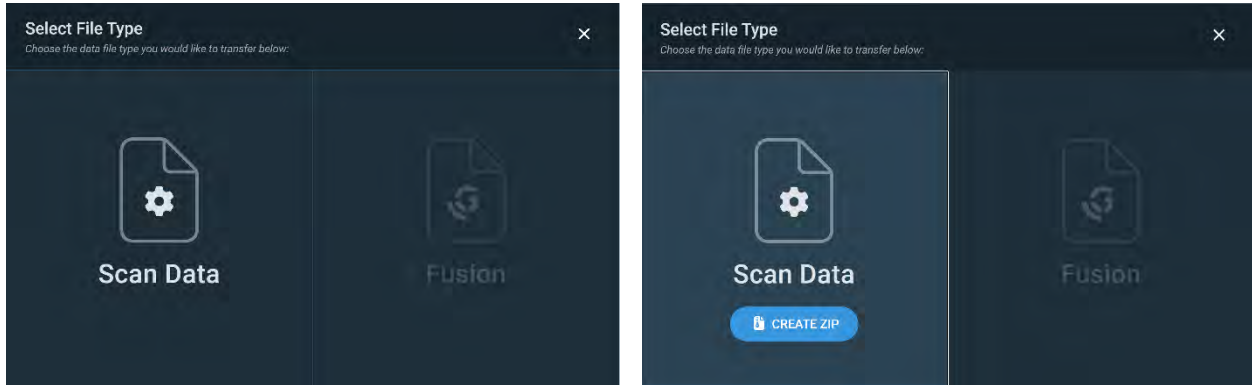 Select File Type
Choose the data file type you would like to transfer below:
Scan Data
Fusion
Select File Type
Choose the data file type you would like to transfer below:
Scan Data
CREATE ZIP
Fusion